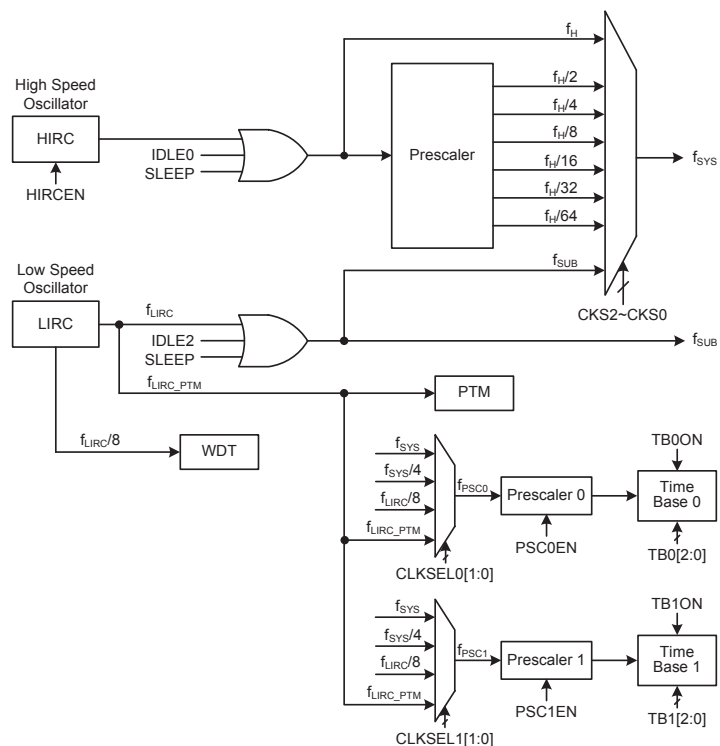 fH
High Speed
Oscillator
HIRC
HIRCEN
IDLE0
SLEEP
Prescaler
fH/2
fH/4
fH/8
fH/16
fH/32
fH/64
fSYS
Low Speed
Oscillator
LIRC
fLIRC
IDLE2
SLEEP
fSUB
CKS2~CKS0
fSUB
fLIRC_PTM
PTM
fLIRC/8
WDT
fSYS
fSYS/4
fLIRC/8
fLIRC_PTM
fPSC0
Prescaler 0
PSC0EN
CLKSEL0[1:0]
TB0ON
Time
Base 0
TB0[2:0]
fSYS
fSYS/4
fLIRC/8
fLIRC_PTM
fPSC1
Prescaler 1
PSC1EN
CLKSEL1[1:0]
TB1ON
Time
Base 1
TB1[2:0]